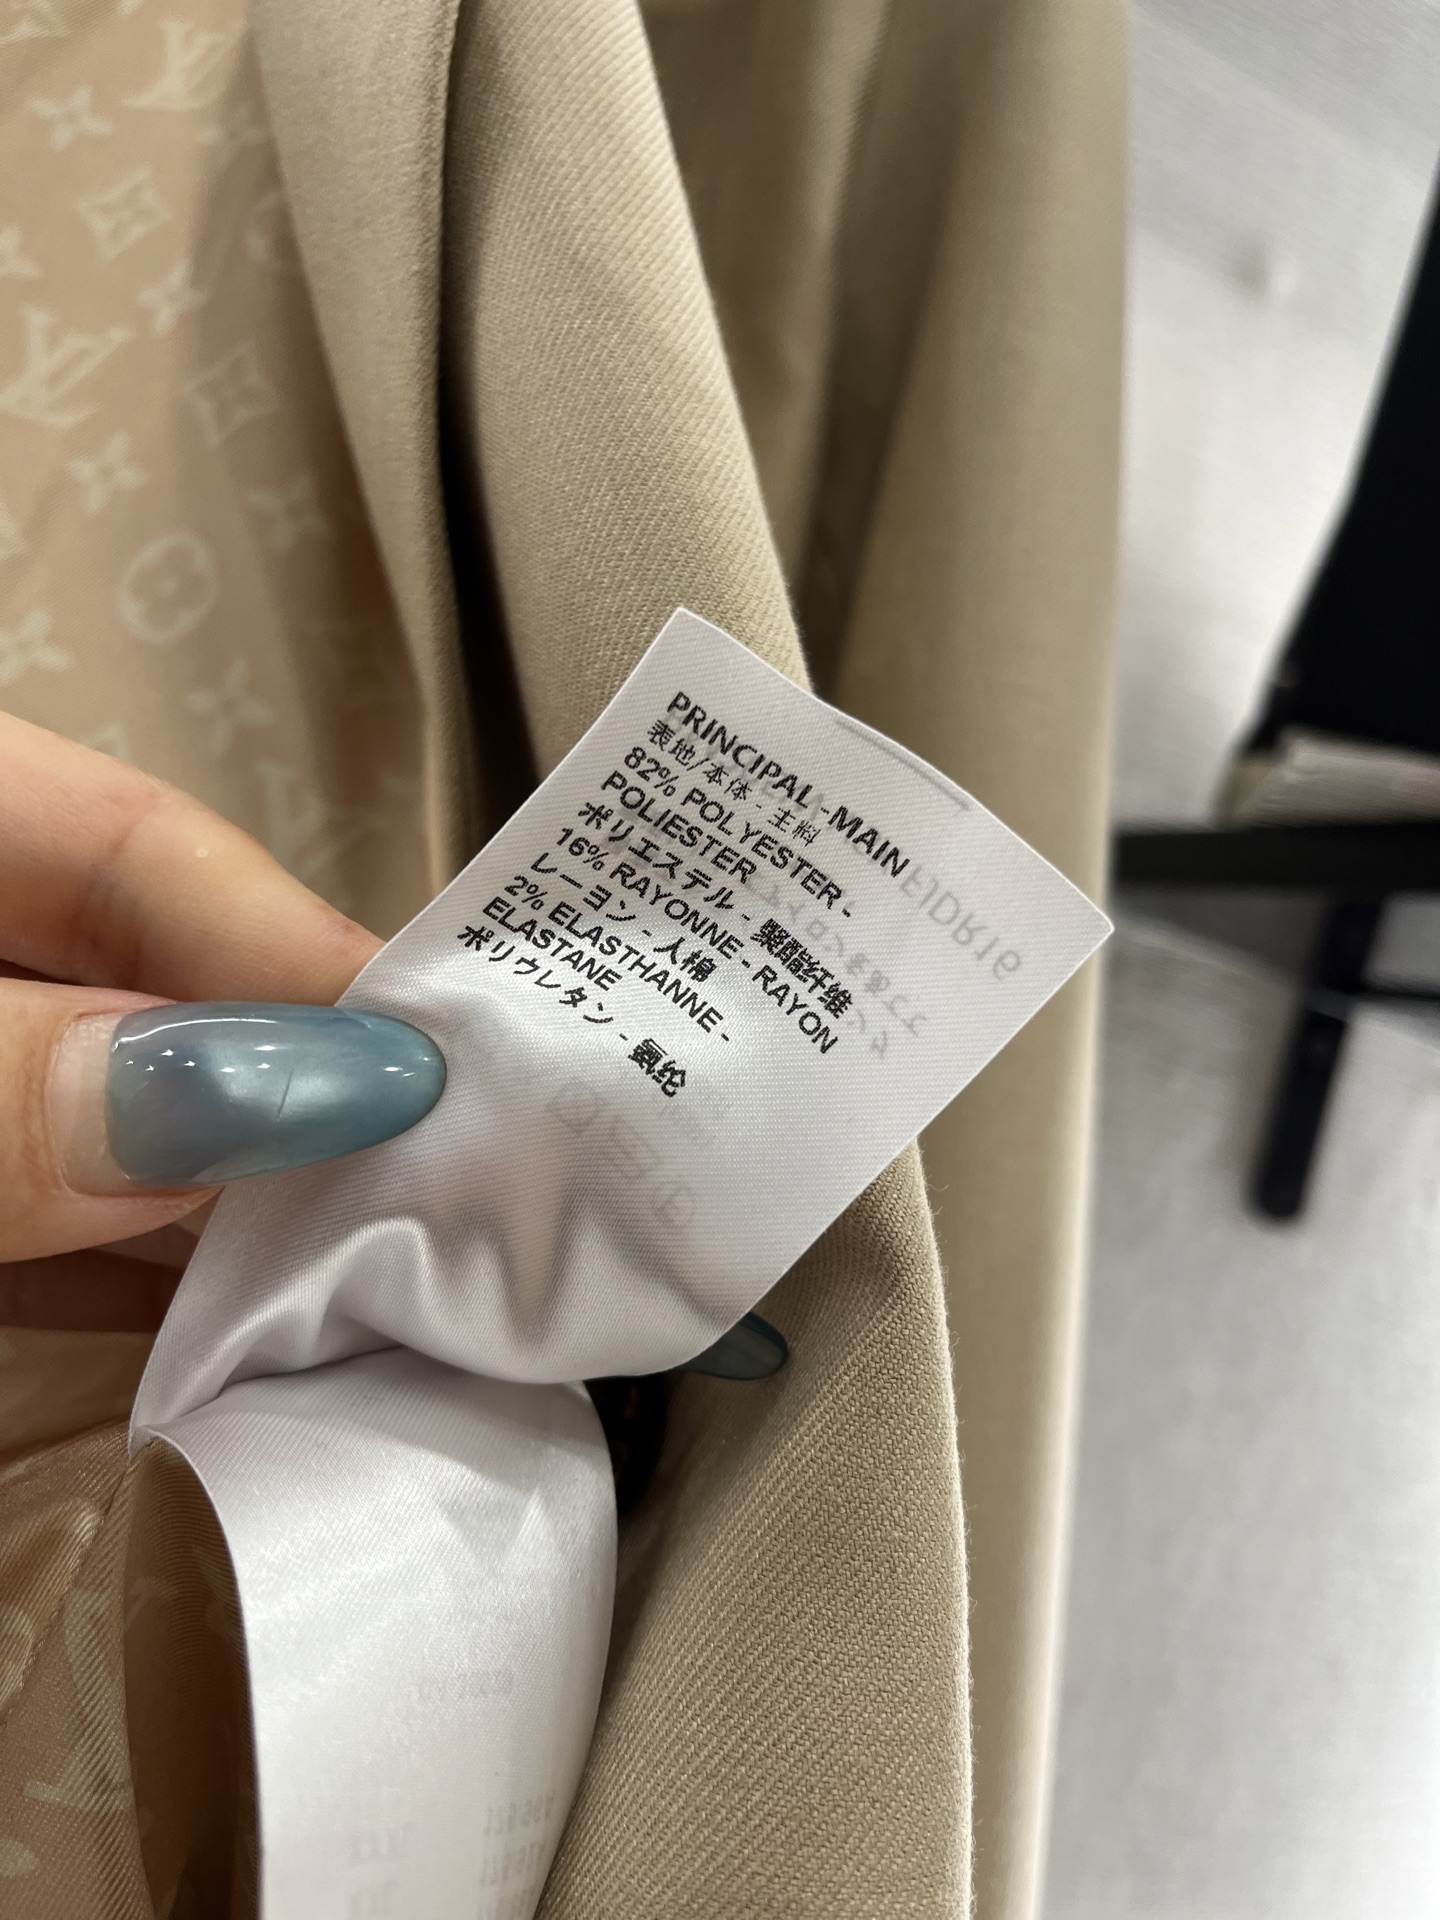 PRINCIPAL - MAIN
表地/本体 - 主料
82% POLYESTER -
POLIESTER
ポリエステル - 聚酯纤维
16% RAYONNE - RAYON
レーヨン - 人棉
2% ELASTHANNE -
ELASTANE
ポリウレタン - 氨纶
FJDR16